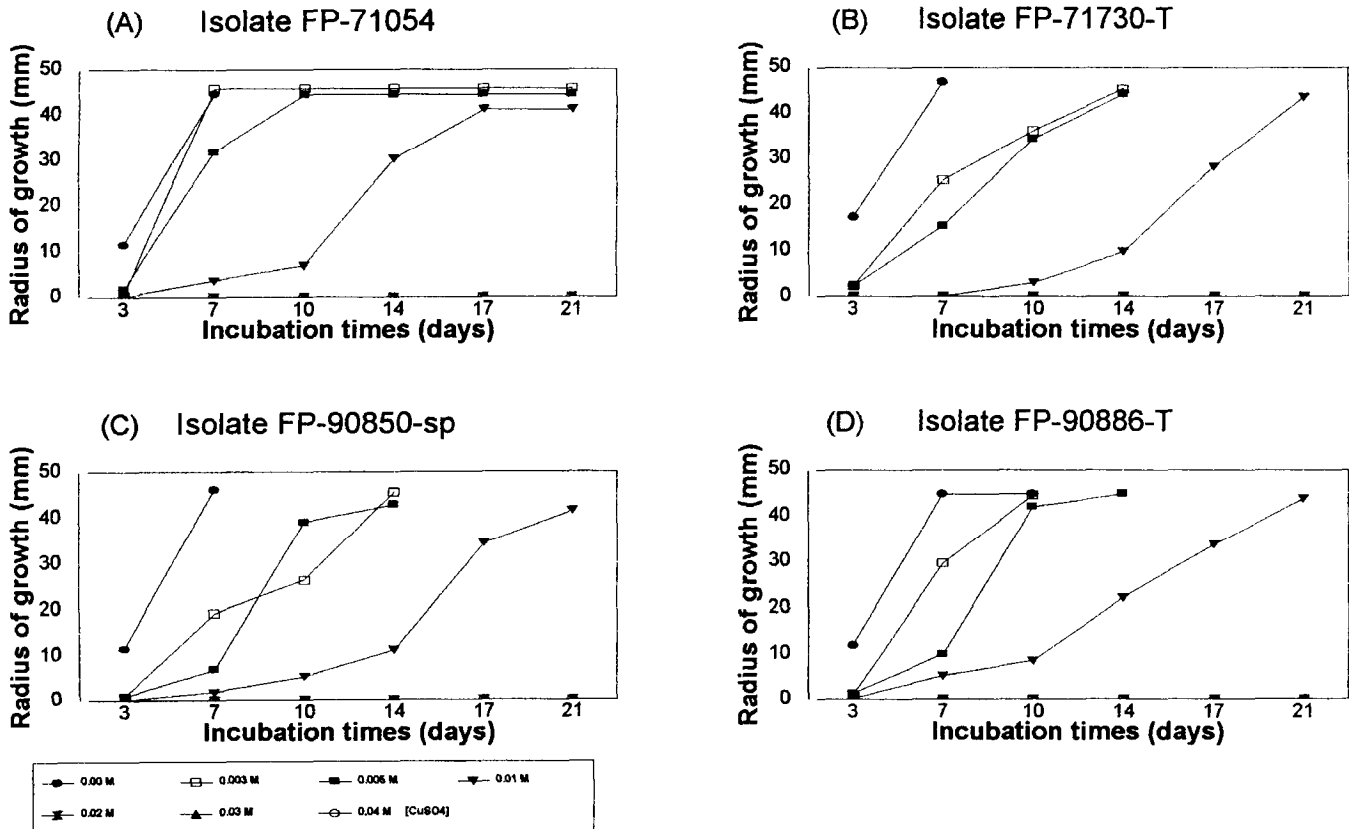 (A) Isolate FP-71054
Radius of growth (mm)
50
40
30
20
10
0
3 7 10 14 17 21
Incubation times (days)
(B) Isolate FP-71730-T
Radius of growth (mm)
50
40
30
20
10
0
3 7 10 14 17 21
Incubation times (days)
(C) Isolate FP-90850-sp
Radius of growth (mm)
50
40
30
20
10
0
3 7 10 14 17 21
Incubation times (days)
(D) Isolate FP-90886-T
Radius of growth (mm)
50
40
30
20
10
0
3 7 10 14 17 21
Incubation times (days)
0.00 M 0.003 M 0.005 M 0.01 M
0.02 M 0.03 M 0.04 M [CuSO4]